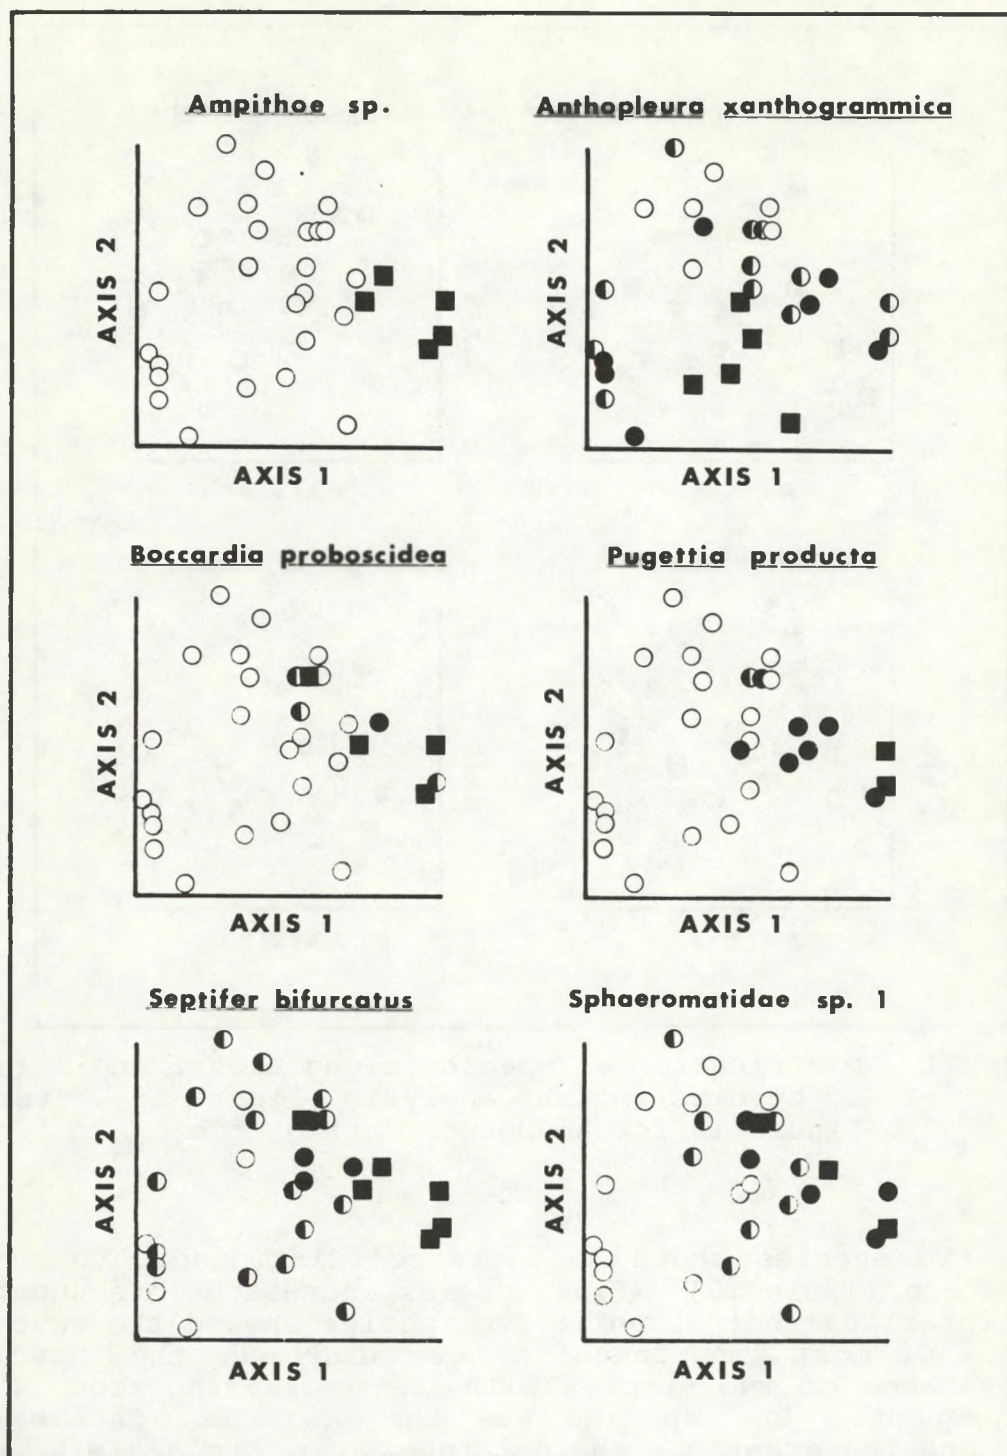 Ampithoe sp.
Anthopleura xanthogrammica
AXIS 2
AXIS 1
AXIS 2
AXIS 1
Boccardia proboscidea
Pugettia producta
AXIS 2
AXIS 1
AXIS 2
AXIS 1
Septifer bifurcatus
Sphaeromatidae sp. 1
AXIS 2
AXIS 1
AXIS 2
AXIS 1